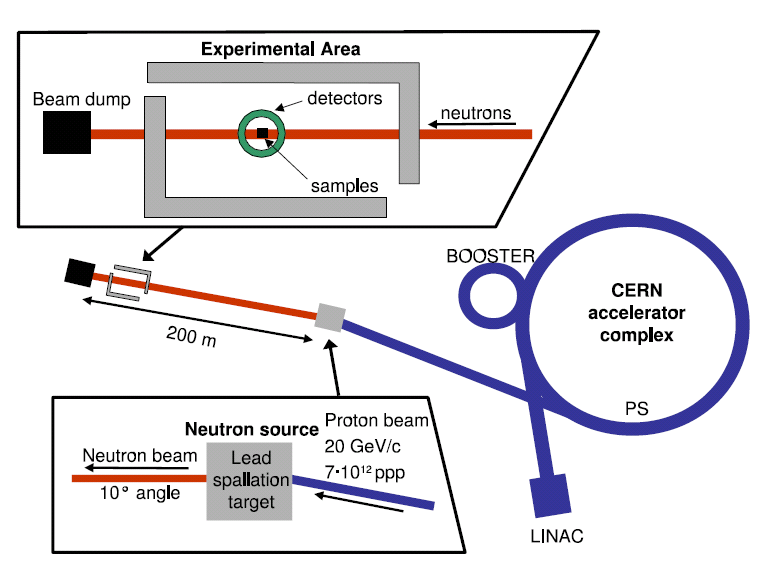 Experimental Area
Beam dump
detectors
neutrons
samples
BOOSTER
CERN
accelerator
complex
200 m
PS
Neutron source
Proton beam
20 GeV/c
7·10¹² ppp
Neutron beam
10° angle
Lead
spallation
target
LINAC